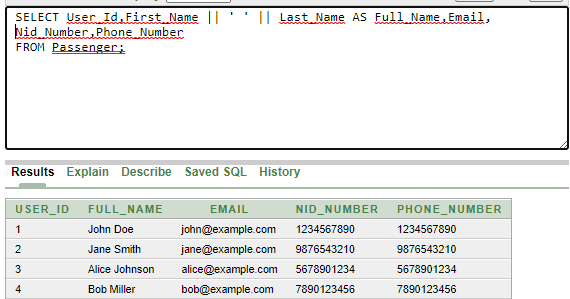 SELECT User_Id,First_Name || ' ' || Last_Name AS Full_Name,Email,
Nid_Number,Phone_Number
FROM Passenger;
Results Explain Describe Saved SQL History
USER_ID FULL_NAME EMAIL NID_NUMBER PHONE_NUMBER
1 John Doe john@example.com 1234567890 1234567890
2 Jane Smith jane@example.com 9876543210 9876543210
3 Alice Johnson alice@example.com 5678901234 5678901234
4 Bob Miller bob@example.com 7890123456 7890123456